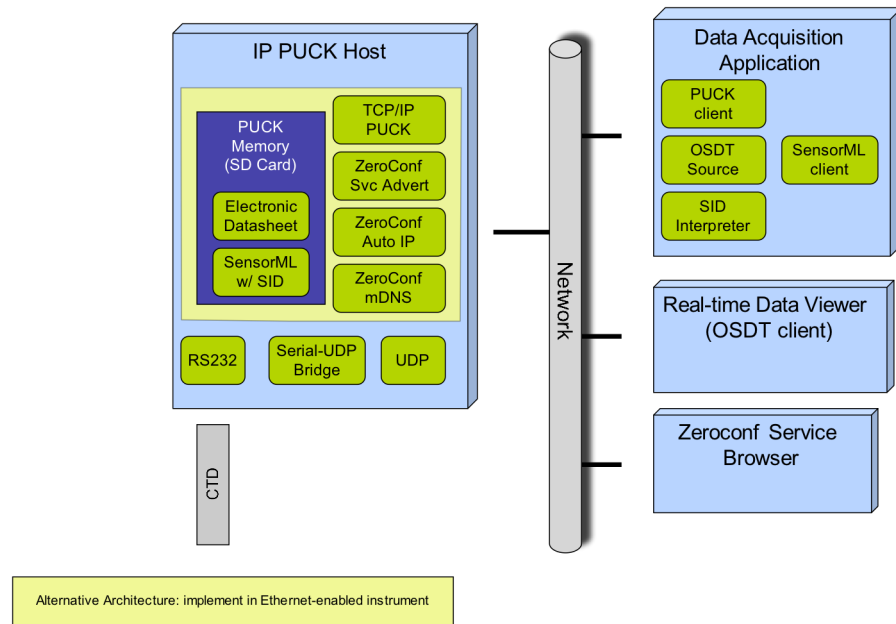 IP PUCK Host
PUCK
Memory
(SD Card)
Electronic
Datasheet
SensorML
w/ SID
TCP/IP
PUCK
ZeroConf
Svc Advert
ZeroConf
Auto IP
ZeroConf
mDNS
RS232
Serial-UDP
Bridge
UDP
CTD
Network
Data Acquisition
Application
PUCK
client
OSDT
Source
SensorML
client
SID
Interpreter
Real-time Data Viewer
(OSDT client)
Zeroconf Service
Browser
Alternative Architecture: implement in Ethernet-enabled instrument